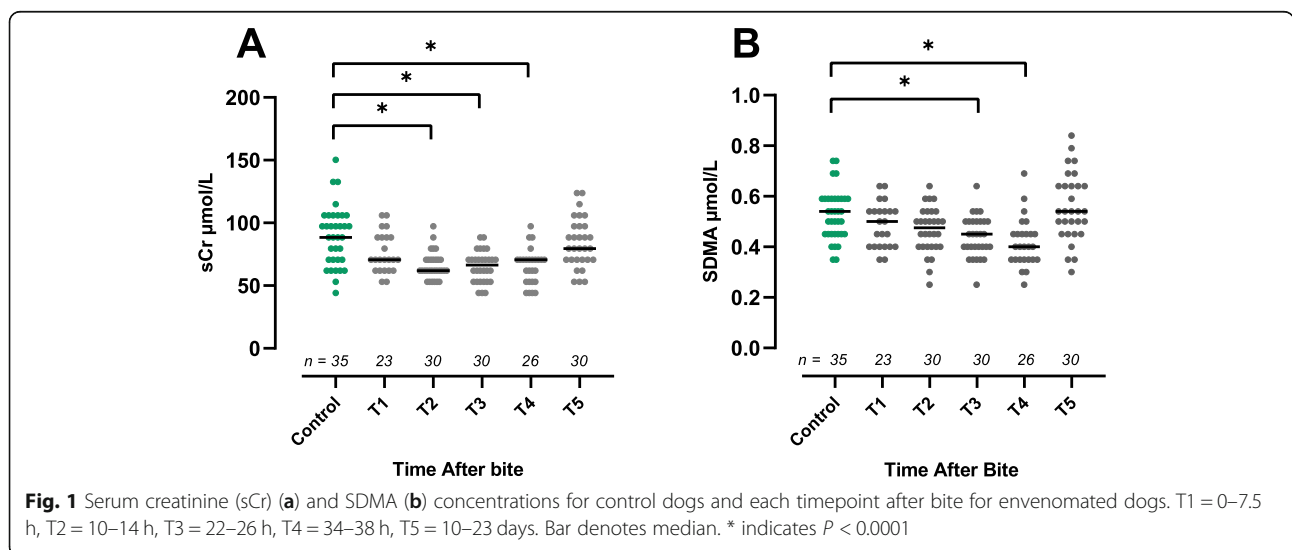 A
B
*
*
*
*
*
200
150
100
50
0
sCr µmol/L
n = 35 23 30 30 26 30
Control T1 T2 T3 T4 T5
Time After bite
1.0
0.8
0.6
0.4
0.2
0.0
SDMA µmol/L
n = 35 23 30 30 26 30
Control T1 T2 T3 T4 T5
Time After Bite
Fig. 1 Serum creatinine (sCr) (a) and SDMA (b) concentrations for control dogs and each timepoint after bite for envenomated dogs. T1 = 0–7.5
h, T2 = 10–14 h, T3 = 22–26 h, T4 = 34–38 h, T5 = 10–23 days. Bar denotes median. * indicates P < 0.0001